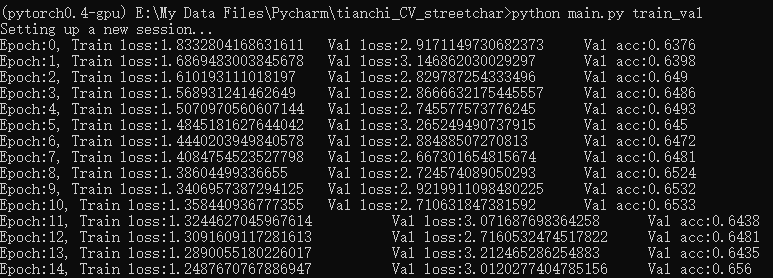 (pytorch0.4-gpu) E:\My Data Files\Pycharm\tianchi_CV_streetchar>python main.py train_val
Setting up a new session...
Epoch:0, Train loss:1.8332804168631611 Val loss:2.9171149730682373 Val acc:0.6376
Epoch:1, Train loss:1.6869483003845678 Val loss:3.146862030029297 Val acc:0.6398
Epoch:2, Train loss:1.610193111018197 Val loss:2.829787254333496 Val acc:0.649
Epoch:3, Train loss:1.568931241462649 Val loss:2.8666632175445557 Val acc:0.6486
Epoch:4, Train loss:1.5070970560607144 Val loss:2.745577573776245 Val acc:0.6493
Epoch:5, Train loss:1.4845181627644042 Val loss:3.265249490737915 Val acc:0.645
Epoch:6, Train loss:1.4440203949840578 Val loss:2.88488507270813 Val acc:0.6472
Epoch:7, Train loss:1.4084754523527798 Val loss:2.667301654815674 Val acc:0.6481
Epoch:8, Train loss:1.38604499336655 Val loss:2.724574089050293 Val acc:0.6524
Epoch:9, Train loss:1.3406957387294125 Val loss:2.9219911098480225 Val acc:0.6533
Epoch:10, Train loss:1.358440936777355 Val loss:2.710631847381592 Val acc:0.6532
Epoch:11, Train loss:1.3244627045967614 Val loss:3.071687698364258 Val acc:0.6438
Epoch:12, Train loss:1.3091609117281613 Val loss:2.7160532474517822 Val acc:0.6481
Epoch:13, Train loss:1.2890055180226017 Val loss:3.212465286254883 Val acc:0.6435
Epoch:14, Train loss:1.2487670767886947 Val loss:3.0120277404785156 Val acc:0.656